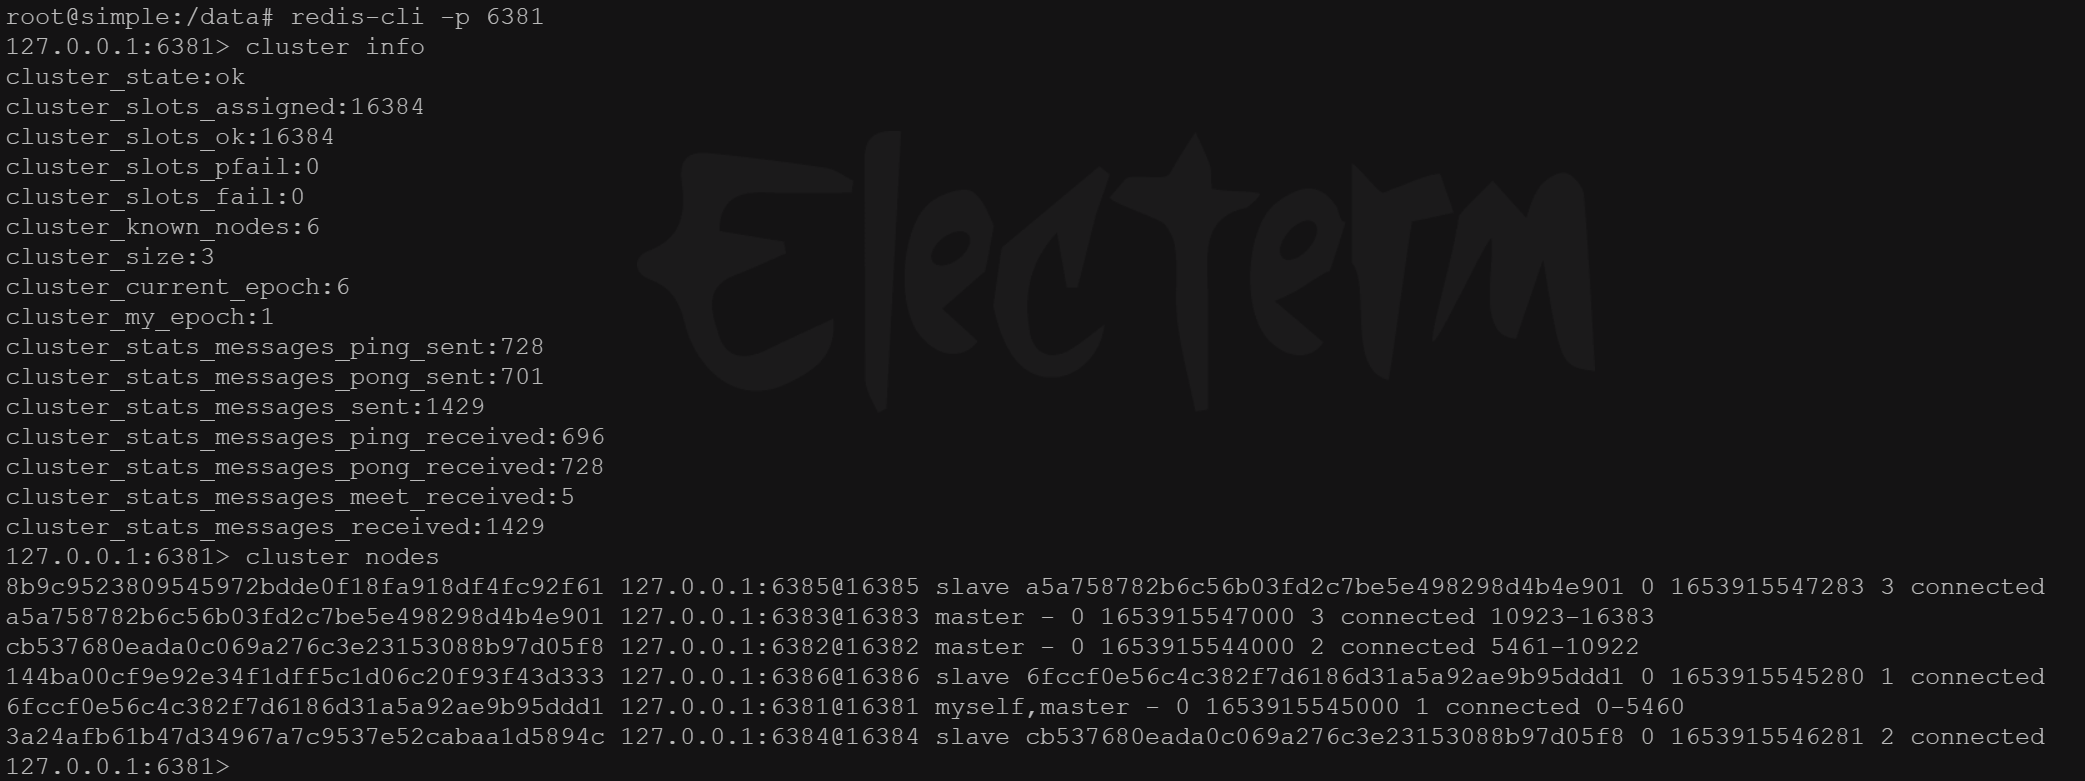 root@simple:/data# redis-cli -p 6381
127.0.0.1:6381> cluster info
cluster_state:ok
cluster_slots_assigned:16384
cluster_slots_ok:16384
cluster_slots_pfail:0
cluster_slots_fail:0
cluster_known_nodes:6
cluster_size:3
cluster_current_epoch:6
cluster_my_epoch:1
cluster_stats_messages_ping_sent:728
cluster_stats_messages_pong_sent:701
cluster_stats_messages_sent:1429
cluster_stats_messages_ping_received:696
cluster_stats_messages_pong_received:728
cluster_stats_messages_meet_received:5
cluster_stats_messages_received:1429
127.0.0.1:6381> cluster nodes
8b9c9523809545972bdde0f18fa918df4fc92f61 127.0.0.1:6385@16385 slave a5a758782b6c56b03fd2c7be5e498298d4b4e901 0 1653915547283 3 connected
a5a758782b6c56b03fd2c7be5e498298d4b4e901 127.0.0.1:6383@16383 master - 0 1653915547000 3 connected 10923-16383
cb537680eada0c069a276c3e23153088b97d05f8 127.0.0.1:6382@16382 master - 0 1653915544000 2 connected 5461-10922
144ba00cf9e92e34f1dff5c1d06c20f93f43d333 127.0.0.1:6386@16386 slave 6fccf0e56c4c382f7d6186d31a5a92ae9b95ddd1 0 1653915545280 1 connected
6fccf0e56c4c382f7d6186d31a5a92ae9b95ddd1 127.0.0.1:6381@16381 myself,master - 0 1653915545000 1 connected 0-5460
3a24afb61b47d34967a7c9537e52cabaa1d5894c 127.0.0.1:6384@16384 slave cb537680eada0c069a276c3e23153088b97d05f8 0 1653915546281 2 connected
127.0.0.1:6381>
Electerm